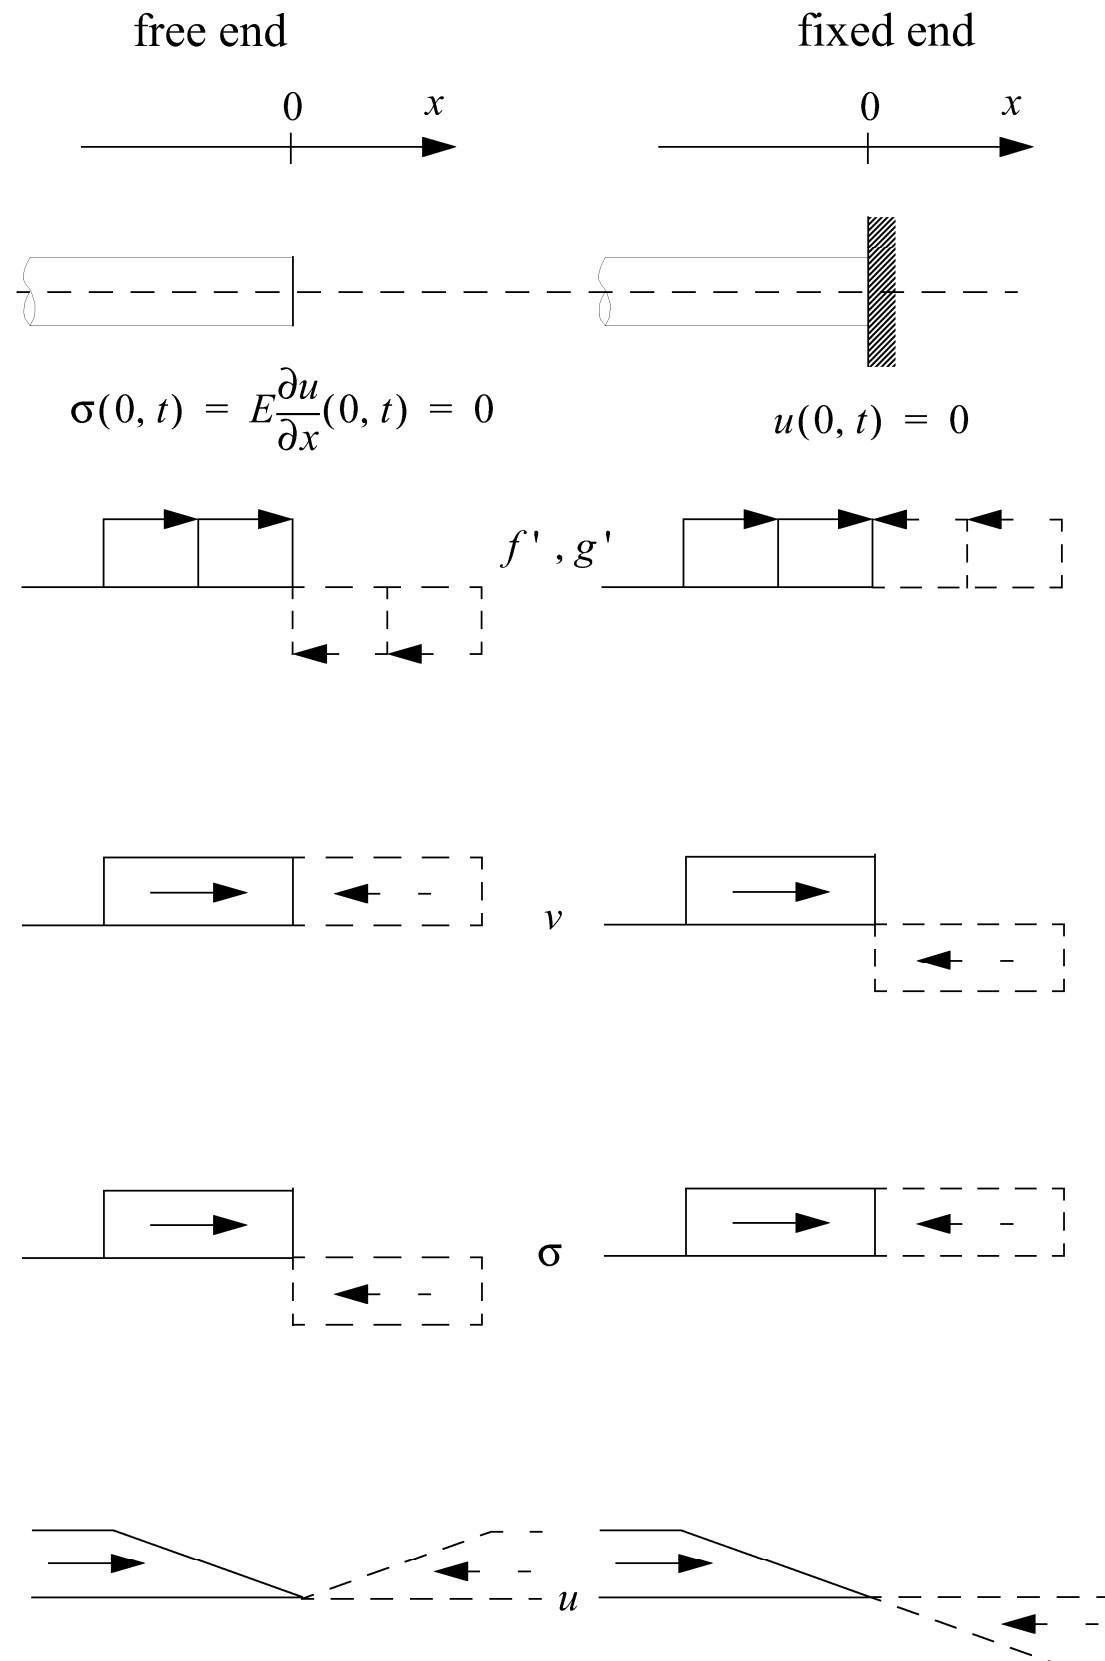 free end fixed end
0 x 0 x
σ(0, t) = E∂u/∂x(0, t) = 0 u(0, t) = 0
f ' , g '
v
σ
u